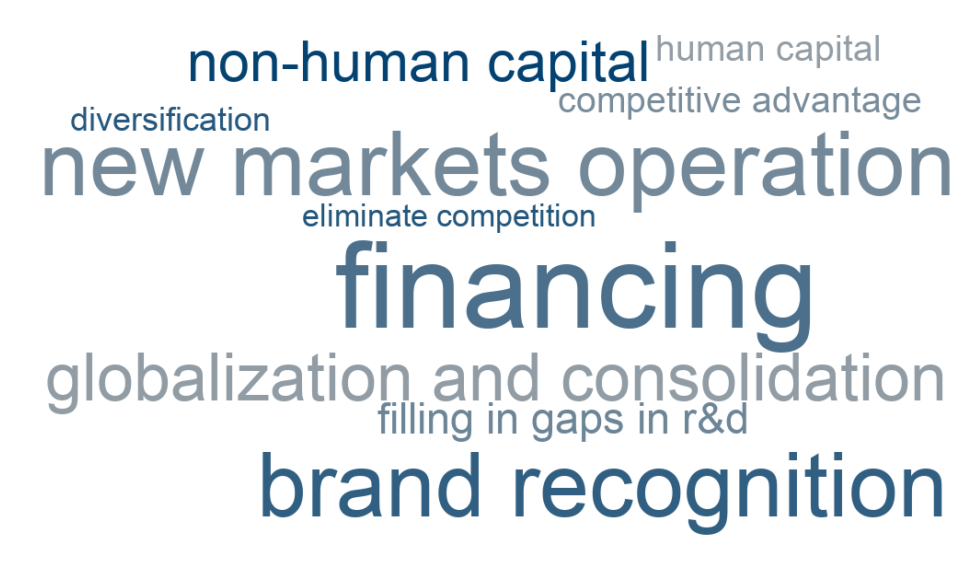 non-human capital
human capital
competitive advantage
diversification
new markets operation
eliminate competition
financing
globalization and consolidation
filling in gaps in r&d
brand recognition